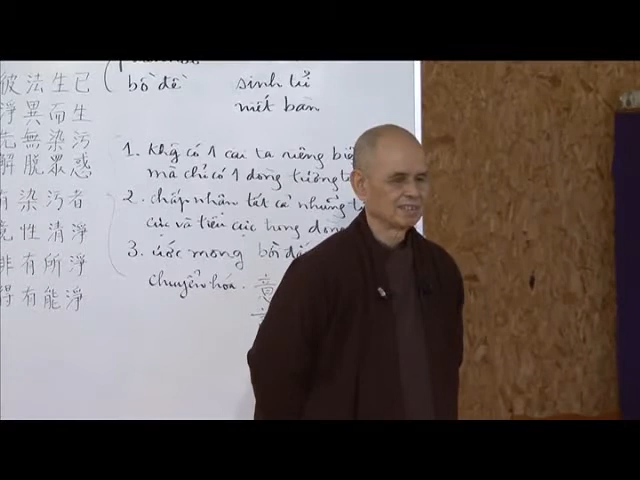 彼法生已
淨異而生
先無染污
解脫眾惑
有染污者
竟性清淨
非有所淨
得有能淨
bồ đề sinh tử
niết bàn
1. Không có 1 cái ta riêng biệ
mà chỉ có 1 dòng tương
2. chấp nhận tất cả những
cực và tiêu cực trong dòng
3. ước mong bồ đề
chuyển hóa. 意